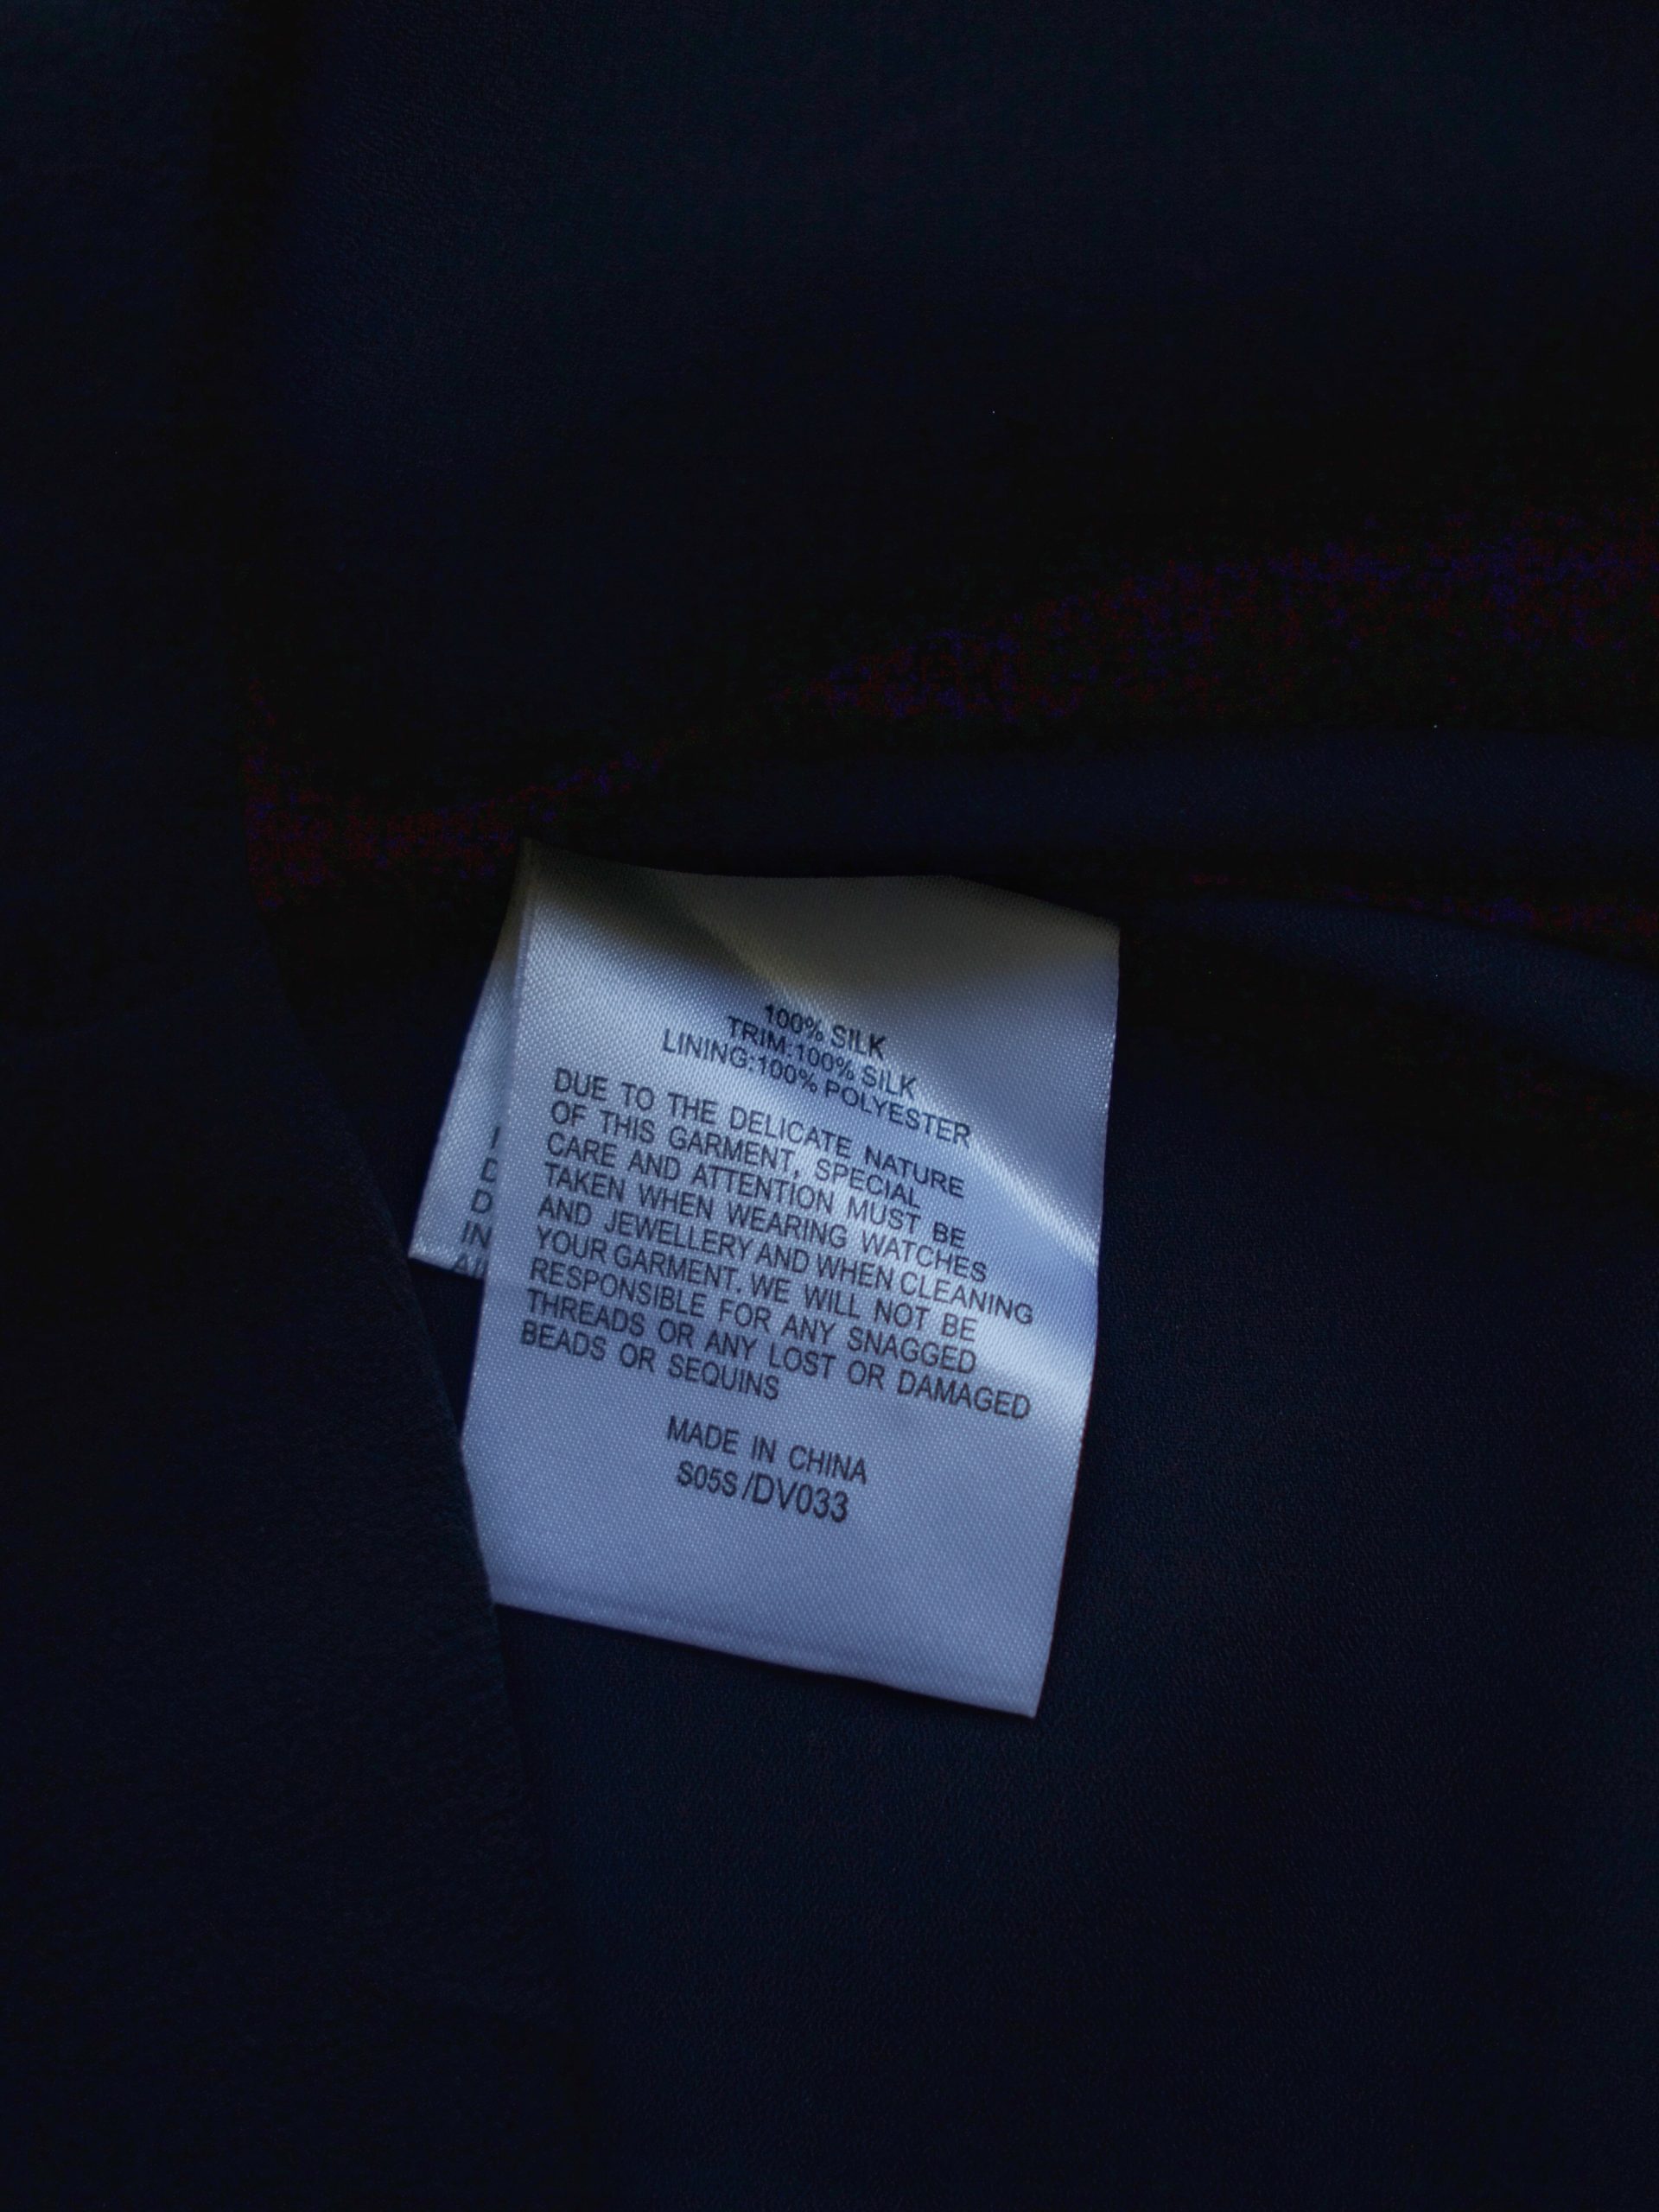 100% SILK
TRIM:100% SILK
LINING:100% POLYESTER
DUE TO THE DELICATE NATURE
OF THIS GARMENT, SPECIAL
CARE AND ATTENTION MUST BE
TAKEN WHEN WEARING WATCHES
AND JEWELLERY AND WHEN CLEANING
YOUR GARMENT. WE WILL NOT BE
RESPONSIBLE FOR ANY SNAGGED
THREADS OR ANY LOST OR DAMAGED
BEADS OR SEQUINS
MADE IN CHINA
S05S/DV033